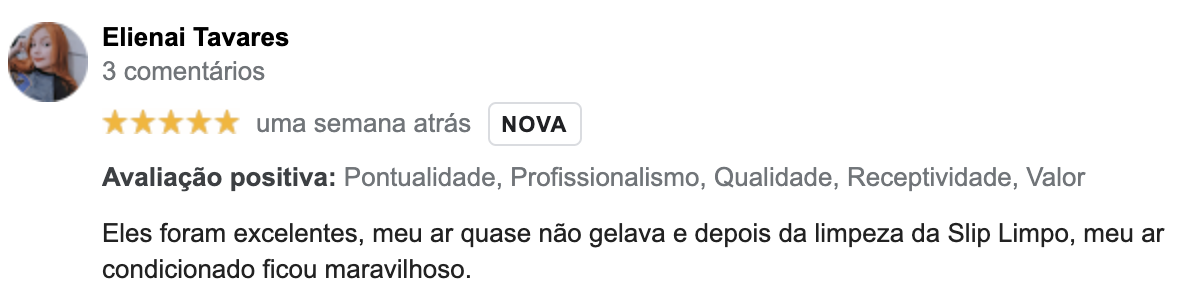 Elienai Tavares
3 comentários
uma semana atrás NOVA
Avaliação positiva: Pontualidade, Profissionalismo, Qualidade, Receptividade, Valor
Eles foram excelentes, meu ar quase não gelava e depois da limpeza da Slip Limpo, meu ar
condicionado ficou maravilhoso.